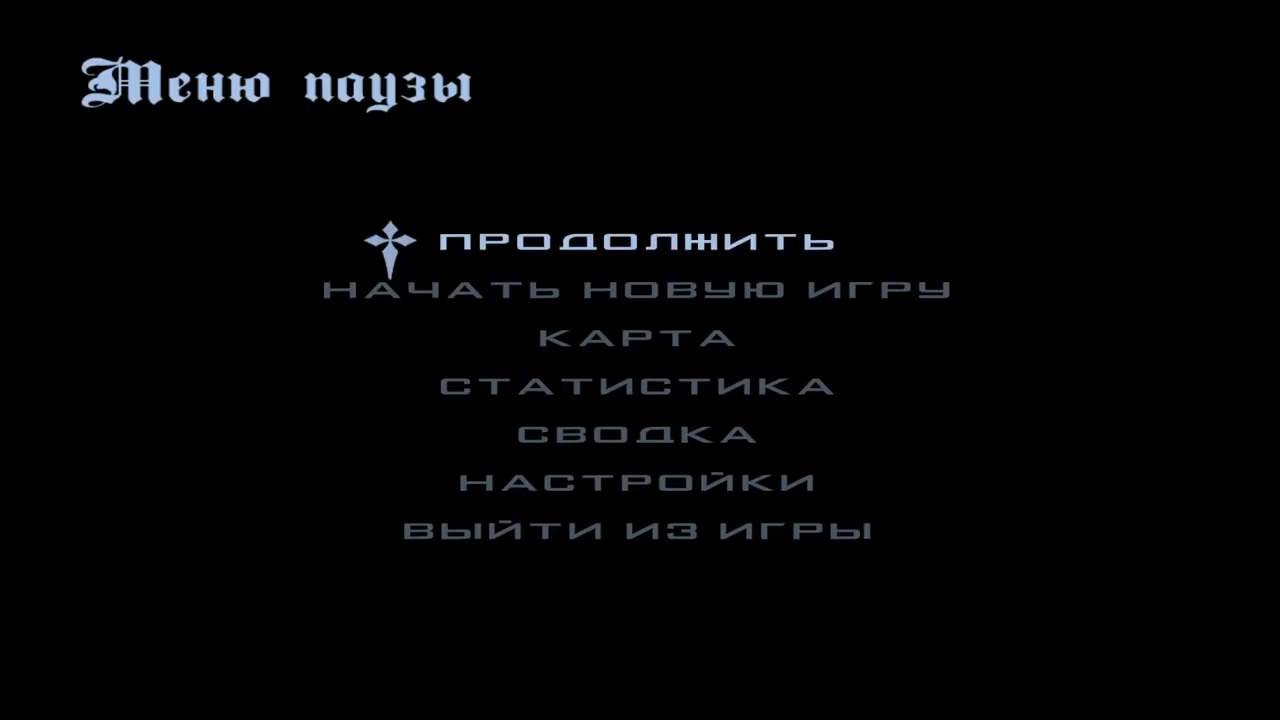 Меню паузы
ПРОДОЛЖИТЬ
НАЧАТЬ НОВУЮ ИГРУ
КАРТА
СТАТИСТИКА
СВОДКА
НАСТРОЙКИ
ВЫЙТИ ИЗ ИГРЫ